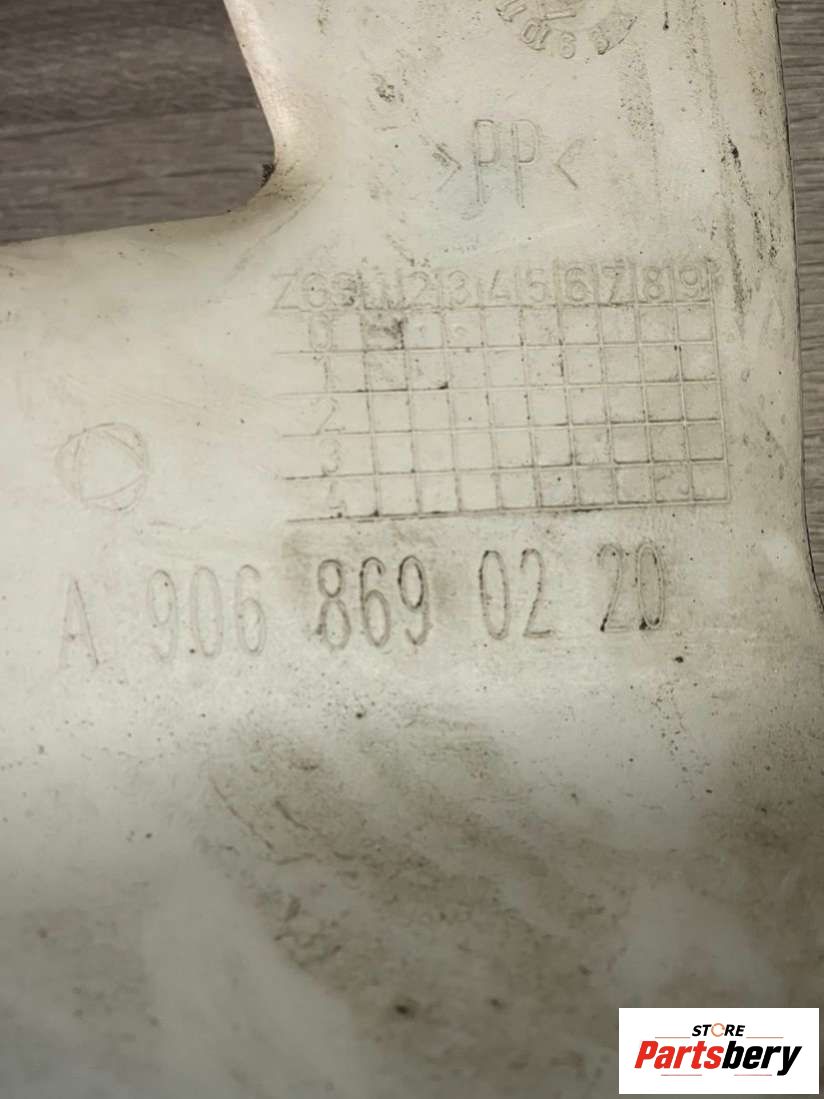 >PP<
ZGS 1 2 3 4 5 6 7 8 9
0
1
2
3
4
A 906 869 02 20
STORE
Partsbery